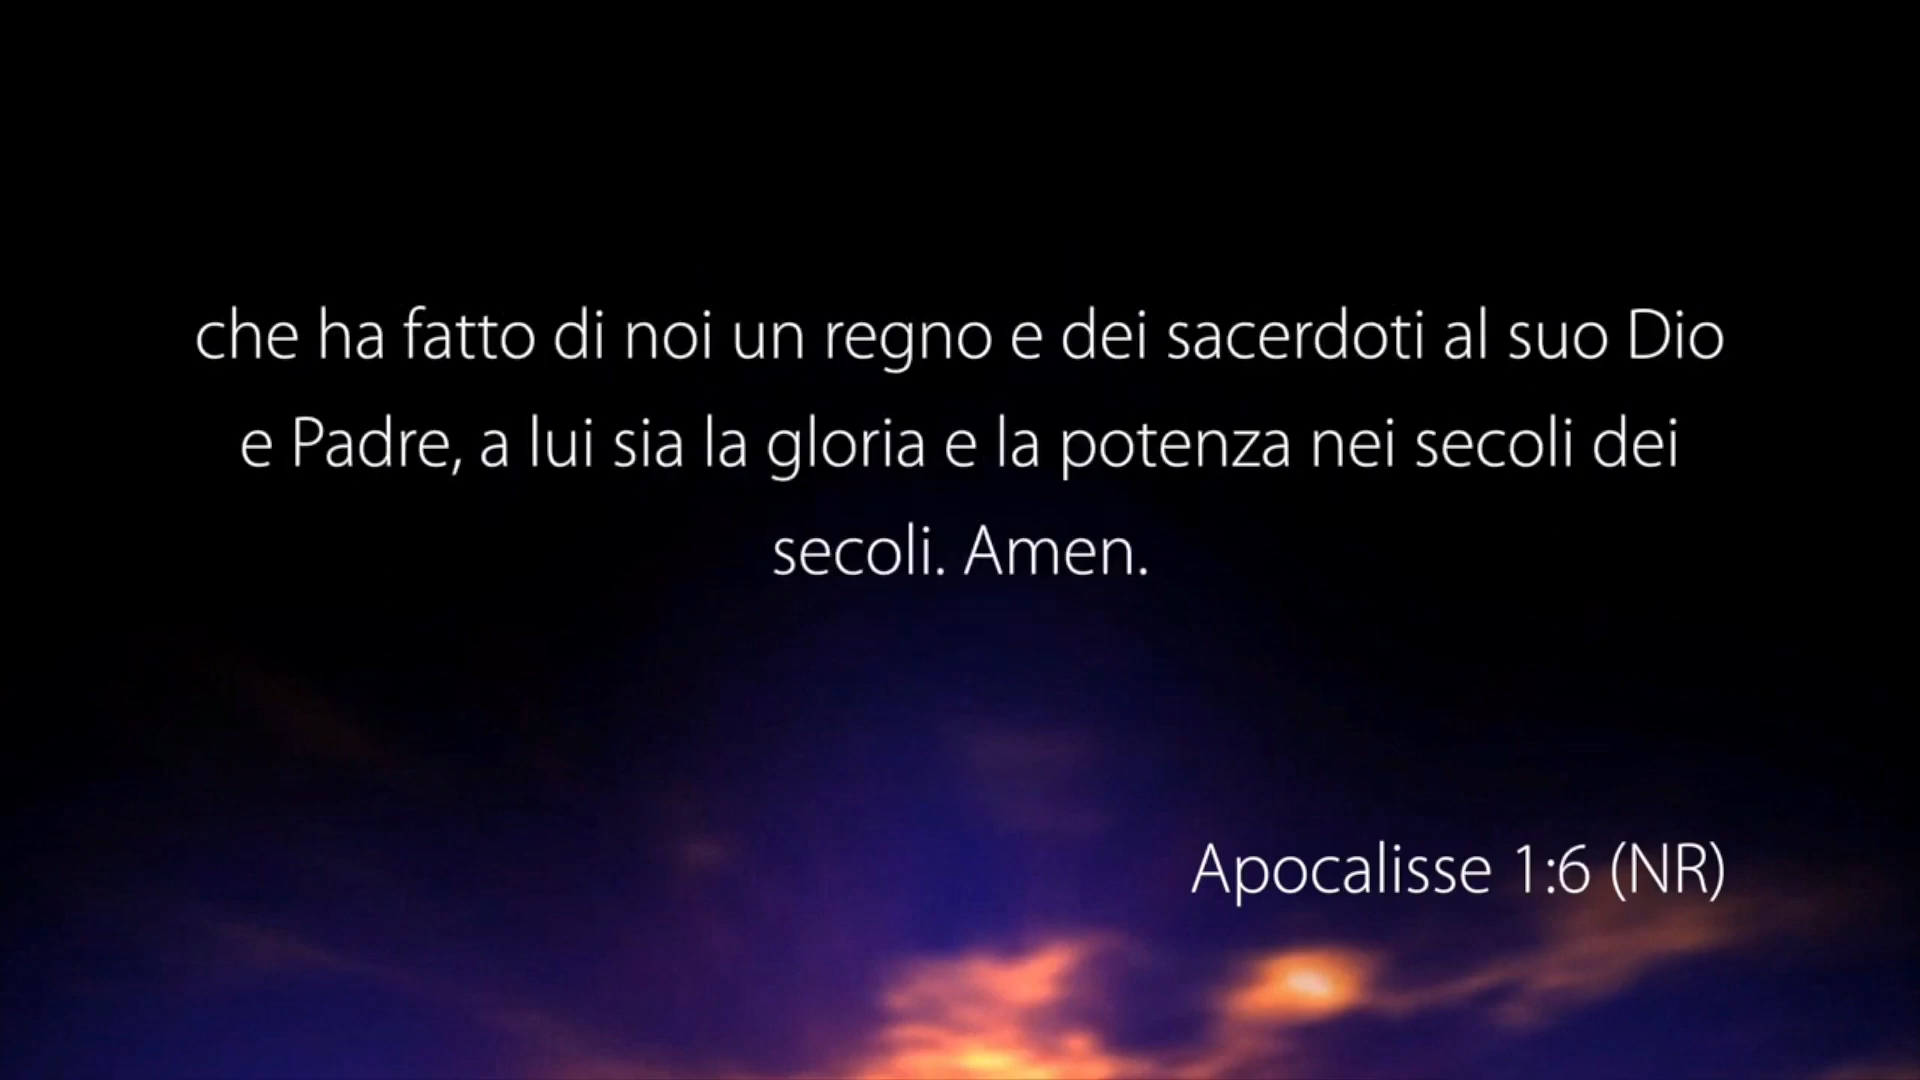 che ha fatto di noi un regno e dei sacerdoti al suo Dio
e Padre, a lui sia la gloria e la potenza nei secoli dei
secoli. Amen.
Apocalisse 1:6 (NR)